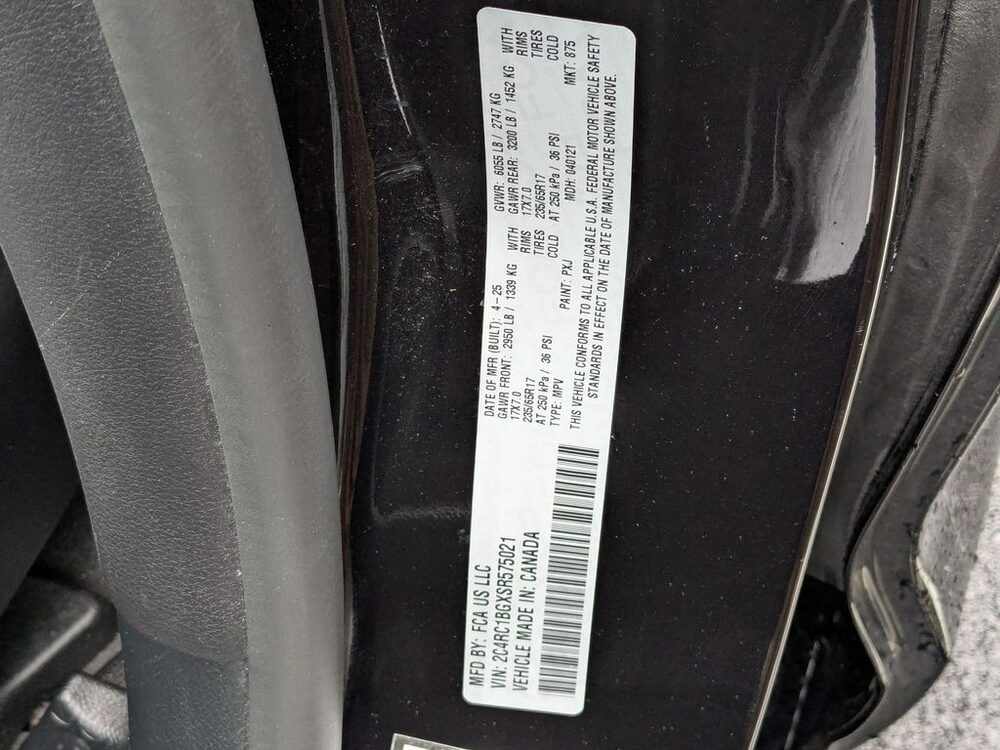 MFD BY: FCA US LLC
VIN: 2C4RC1BGXSR575021
VEHICLE MADE IN: CANADA
DATE OF MFR (BUILT): 4-25 GVWR: 6055 LB / 2747 KG
GAWR FRONT: 2950 LB / 1339 KG WITH GAWR REAR: 3200 LB / 1452 KG WITH
17X7.0 RIMS 17X7.0 RIMS
235/65R17 TIRES 235/65R17 TIRES
AT 250 kPa / 36 PSI COLD AT 250 kPa / 36 PSI COLD
TYPE: MPV PAINT: PXJ MDH: 040121 MKT: 875
THIS VEHICLE CONFORMS TO ALL APPLICABLE U.S.A. FEDERAL MOTOR VEHICLE SAFETY
STANDARDS IN EFFECT ON THE DATE OF MANUFACTURE SHOWN ABOVE.